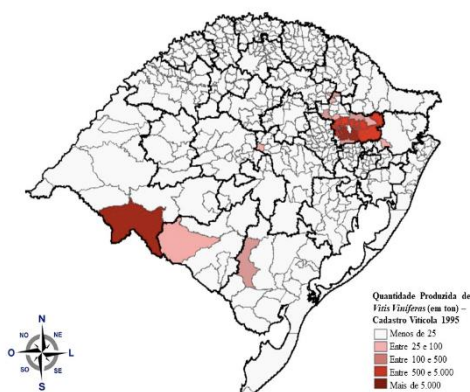 N
NO
NE
O
L
SO
SE
S
Quantidade Produzida de
Vitis Viníferas (em ton) –
Cadastro Vitícola 1995
Menos de 25
Entre 25 e 100
Entre 100 e 500
Entre 500 e 5.000
Mais de 5.000